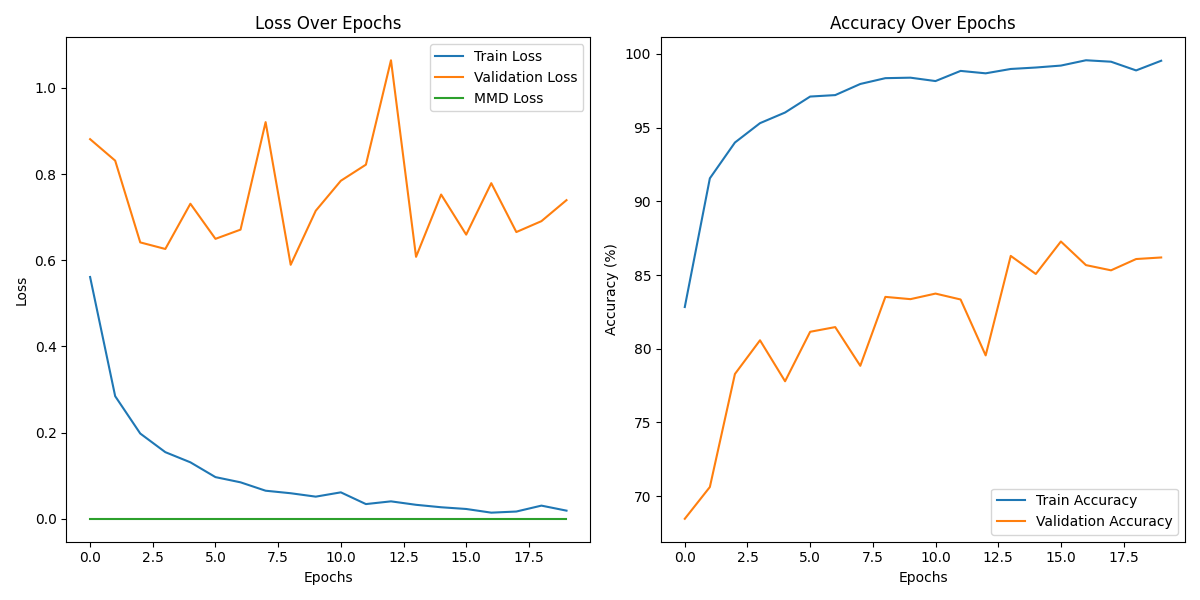 Loss Over Epochs
Train Loss
Validation Loss
MMD Loss
1.0
0.8
0.6
0.4
0.2
0.0
Loss
0.0 2.5 5.0 7.5 10.0 12.5 15.0 17.5
Epochs
Accuracy Over Epochs
100
95
90
85
80
75
70
Accuracy (%)
Train Accuracy
Validation Accuracy
0.0 2.5 5.0 7.5 10.0 12.5 15.0 17.5
Epochs